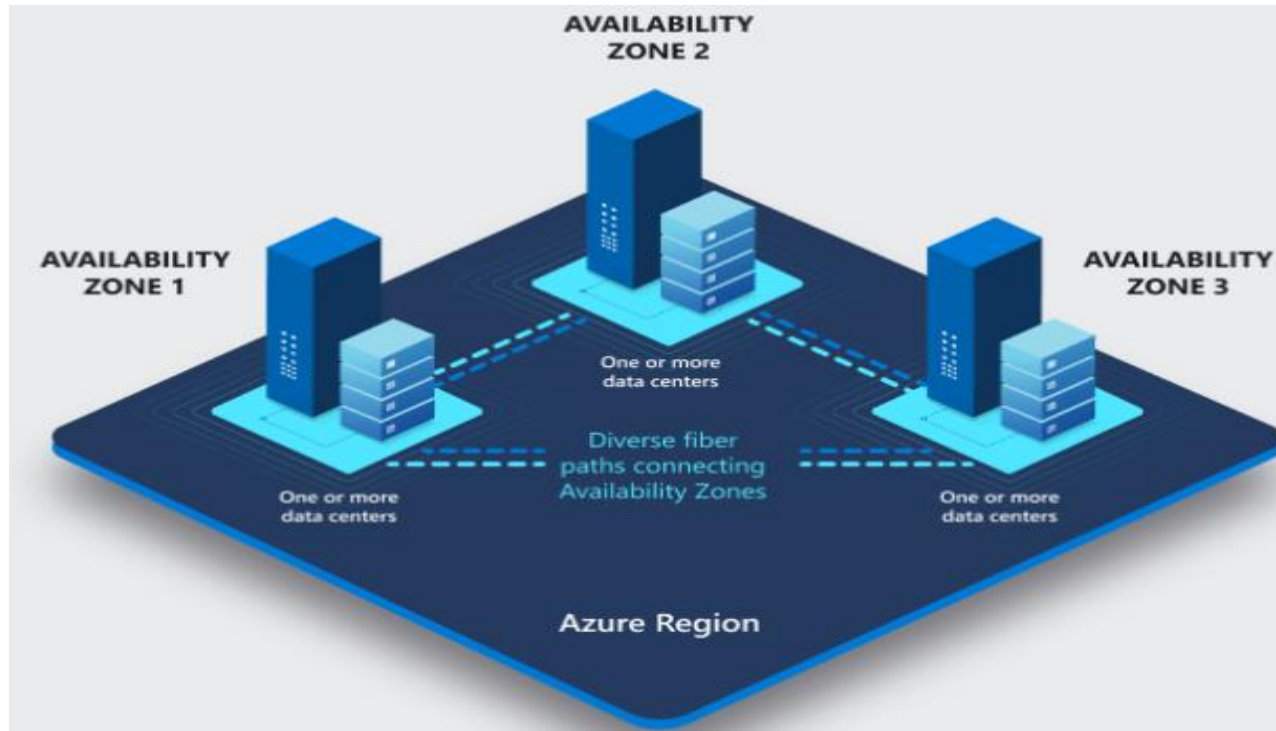 AVAILABILITY
ZONE 2
AVAILABILITY
ZONE 1
AVAILABILITY
ZONE 3
One or more
data centers
Diverse fiber
paths connecting
Availability Zones
One or more
data centers
One or more
data centers
Azure Region